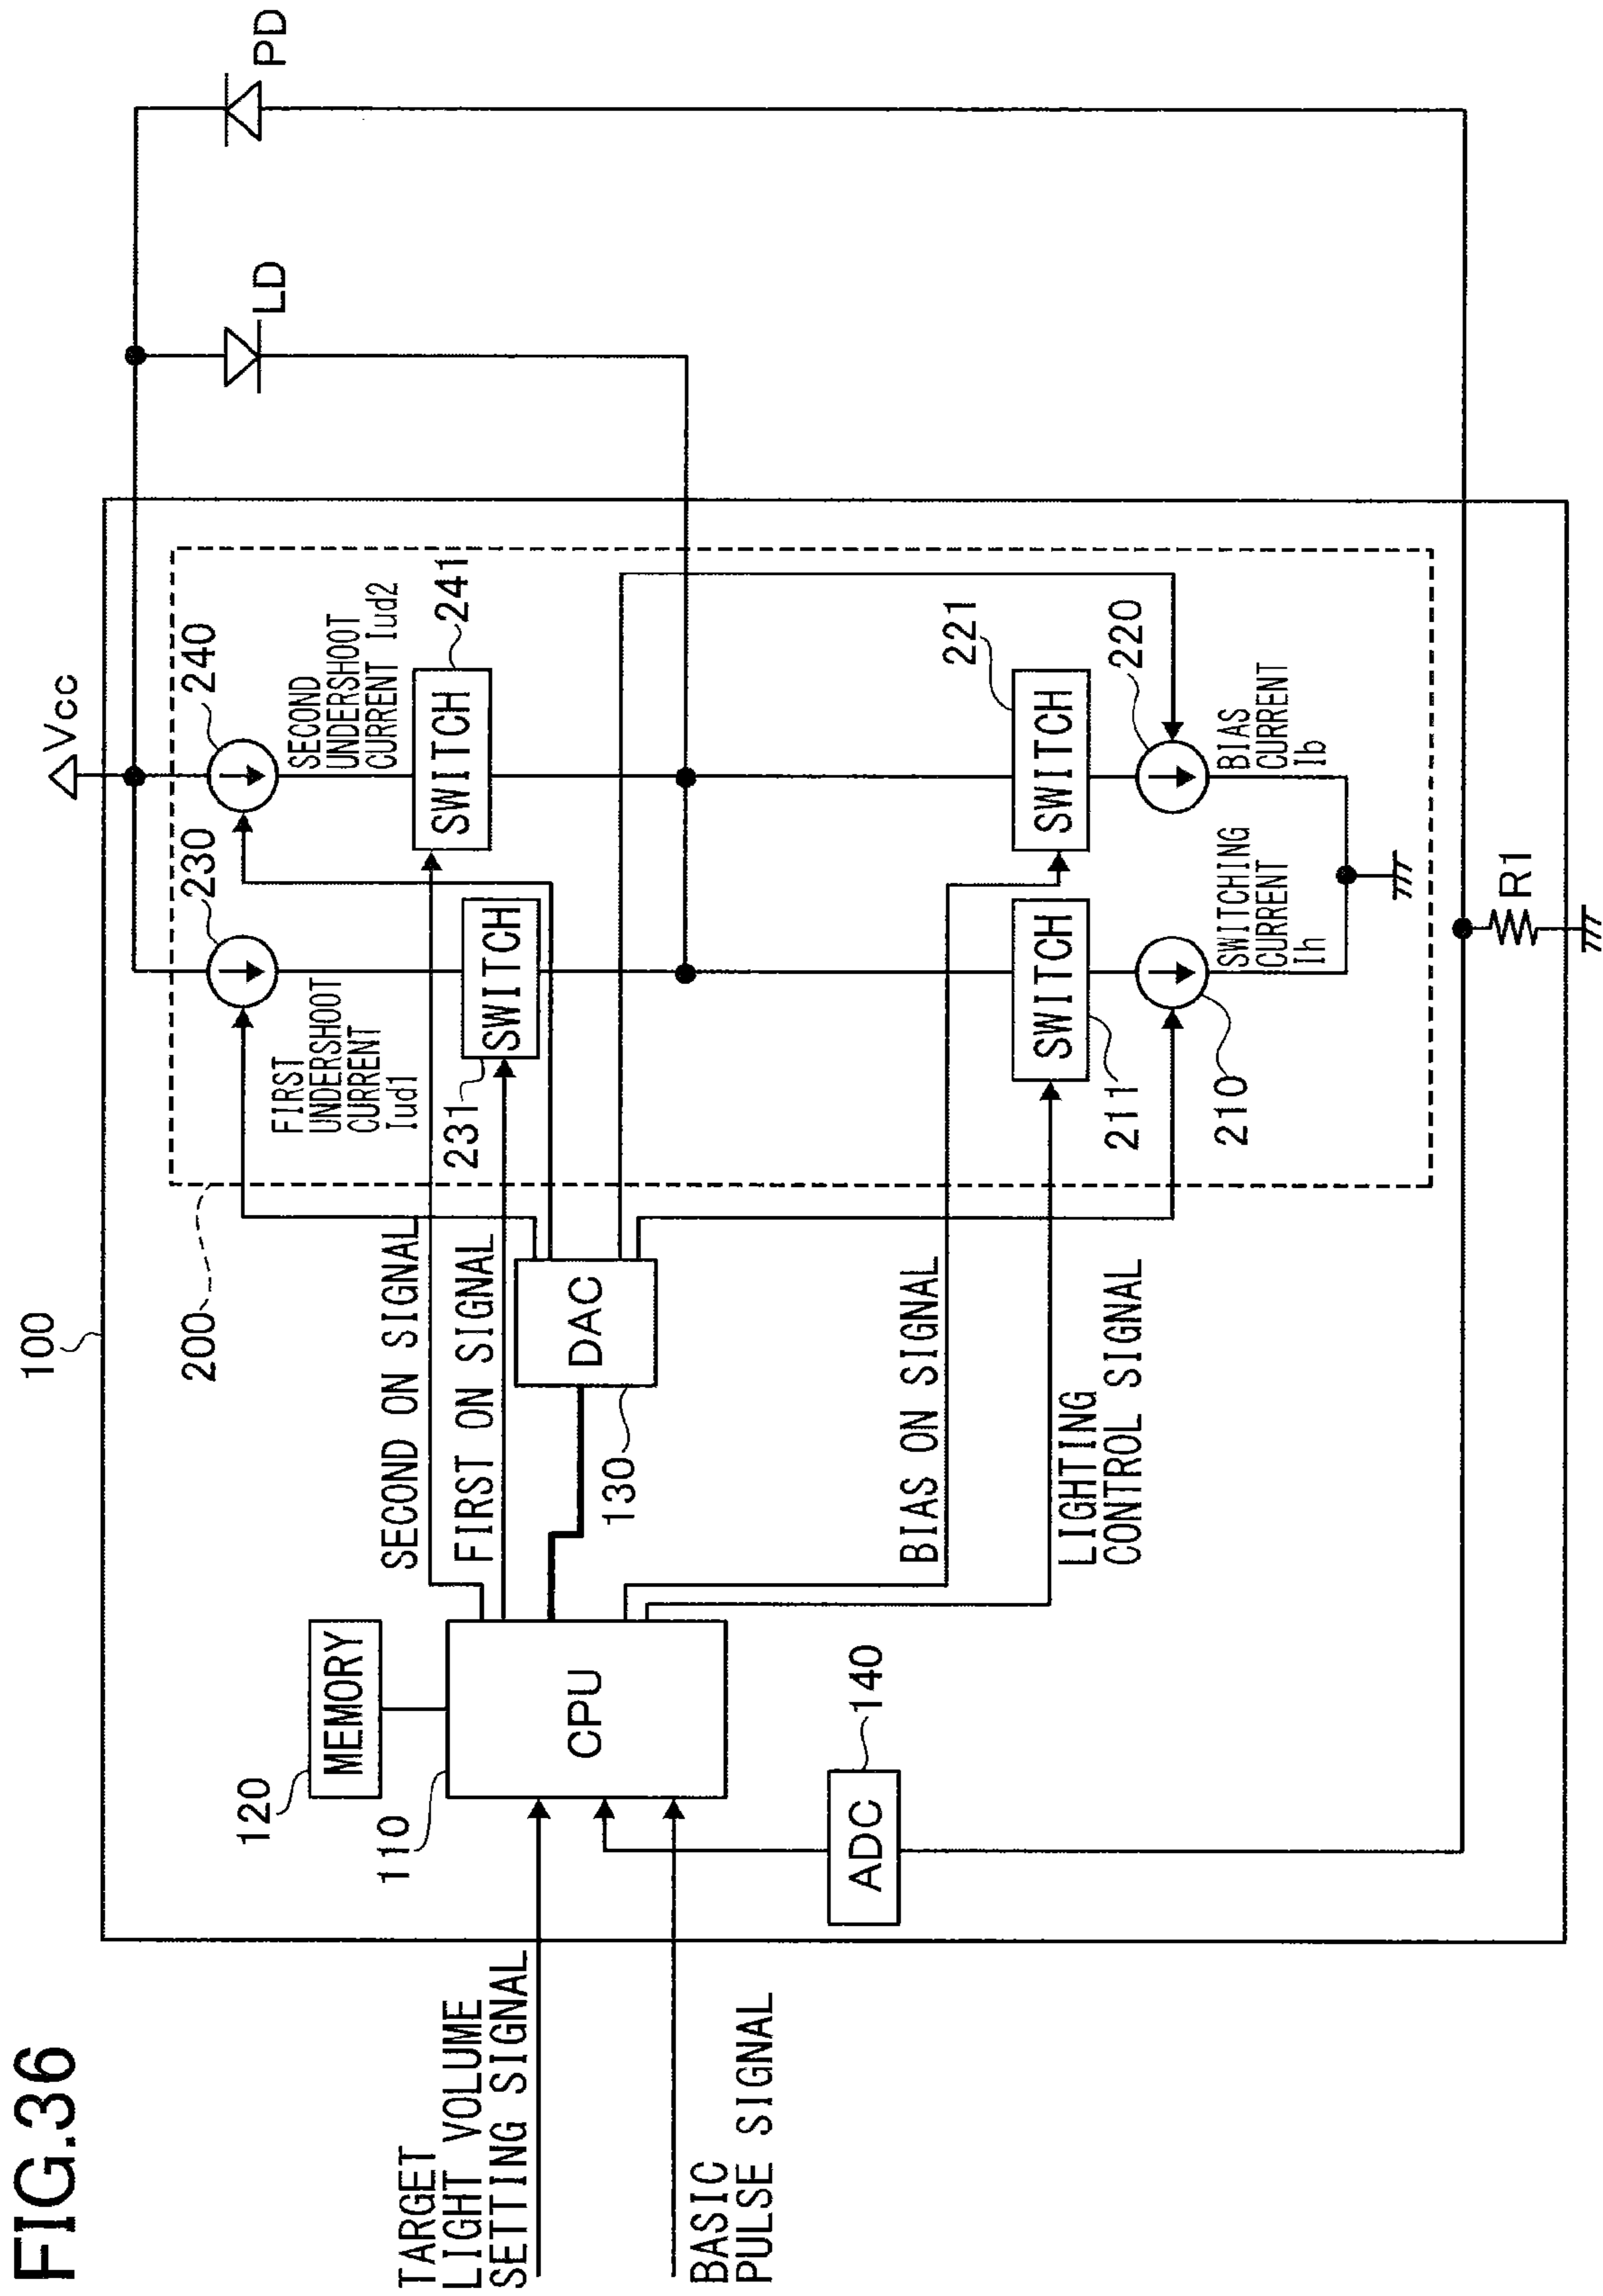 FIG.36
100
Vcc
200
230
240
FIRST
UNDERSHOOT
CURRENT
Iud1
SECOND
UNDERSHOOT
CURRENT Iud2
LD
PD
120
MEMORY
SECOND ON SIGNAL
FIRST ON SIGNAL
231
SWITCH
SWITCH
241
TARGET
LIGHT VOLUME
SETTING SIGNAL
110
CPU
DAC
130
BASIC
PULSE SIGNAL
140
ADC
BIAS ON SIGNAL
LIGHTING
CONTROL SIGNAL
211
SWITCH
SWITCH
221
210
220
SWITCHING
CURRENT
Ih
BIAS
CURRENT
Ib
R1